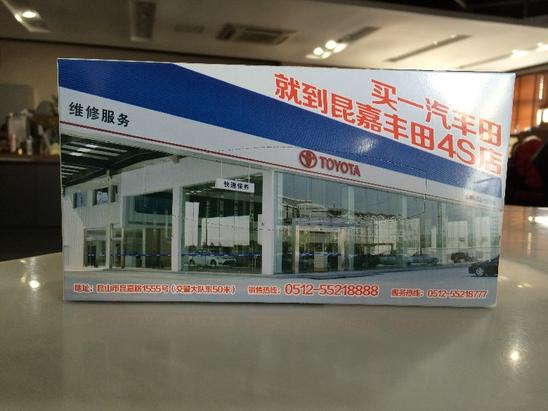 买一汽丰田
就到昆嘉丰田4S店
维修服务
TOYOTA
快速保养
地址：昆山市昆嘉路1555号（交警大队东50米） 销售热线：0512-55218888 服务热线：0512-55218777